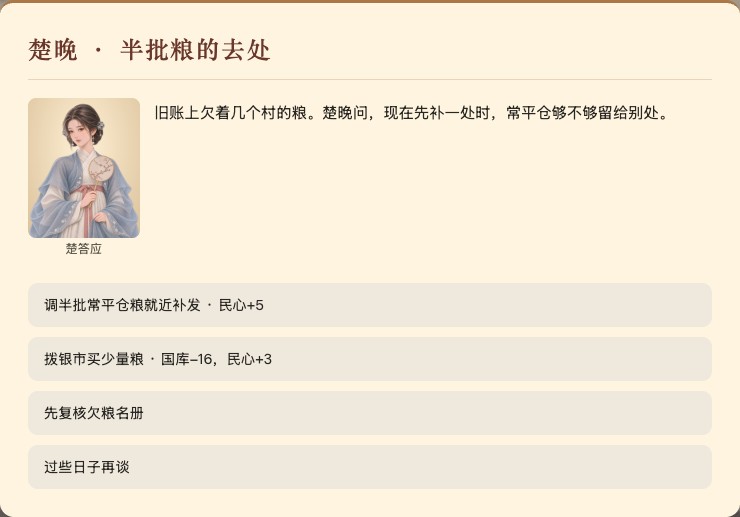 楚晚 · 半批粮的去处
旧账上欠着几个村的粮。楚晚问，现在先补一处时，常平仓够不够留给别处。
楚答应
调半批常平仓粮就近补发 · 民心+5
拨银市买少量粮 · 国库−16，民心+3
先复核欠粮名册
过些日子再谈